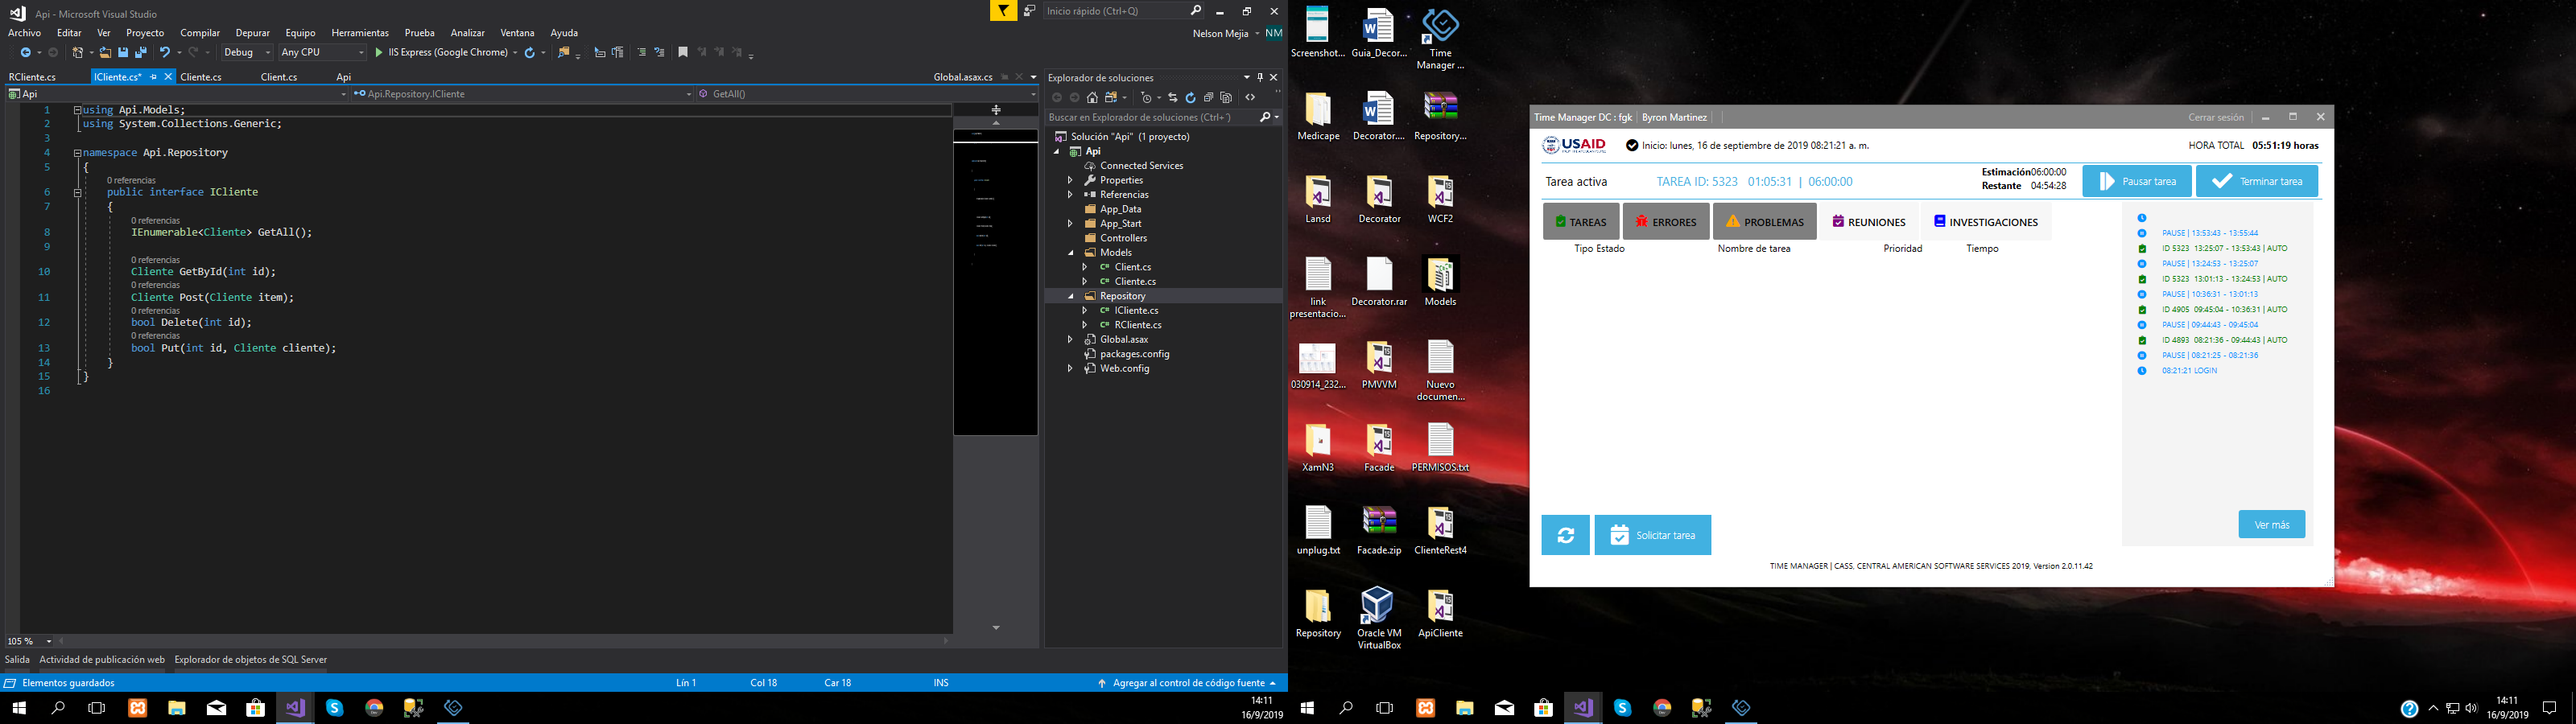 Api - Microsoft Visual Studio
Inicio rápido (Ctrl+Q)
Archivo Editar Ver Proyecto Compilar Depurar Equipo Herramientas Prueba Analizar Ventana Ayuda
Nelson Mejia NM
Debug Any CPU IIS Express (Google Chrome)
RCliente.cs ICliente.cs* Cliente.cs Client.cs Api Global.asax.cs
Api Api.Repository.ICliente GetAll()
1 using Api.Models;
2 using System.Collections.Generic;
3
4 namespace Api.Repository
5 {
0 referencias
6 public interface ICliente
7 {
0 referencias
8 IEnumerable<Cliente> GetAll();
9
0 referencias
10 Cliente GetById(int id);
0 referencias
11 Cliente Post(Cliente item);
0 referencias
12 bool Delete(int id);
0 referencias
13 bool Put(int id, Cliente cliente);
14 }
15 }
16
105 %
Explorador de soluciones
Buscar en Explorador de soluciones (Ctrl+´)
Solución "Api" (1 proyecto)
Api
Connected Services
Properties
Referencias
App_Data
App_Start
Controllers
Models
Client.cs
Cliente.cs
Repository
ICliente.cs
RCliente.cs
Global.asax
packages.config
Web.config
Salida Actividad de publicación web Explorador de objetos de SQL Server
Elementos guardados Lín 1 Col 18 Car 18 INS Agregar al control de código fuente
14:11
16/9/2019
Screenshot... Guia_Decor... Time Manager ...
Medicape Decorator.... Repository...
Lansd Decorator WCF2
link presentacio... Decorator.rar Models
030914_232... PMVVM Nuevo documen...
XamN3 Facade PERMISOS.txt
unplug.txt Facade.zip ClienteRest4
Repository Oracle VM VirtualBox ApiCliente
Time Manager DC : fgk Byron Martinez Cerrar sesión
USAID
Inicio: lunes, 16 de septiembre de 2019 08:21:21 a. m.
HORA TOTAL 05:51:19 horas
Tarea activa TAREA ID: 5323 01:05:31 | 06:00:00
Estimación 06:00:00
Restante 04:54:28
Pausar tarea Terminar tarea
TAREAS ERRORES PROBLEMAS REUNIONES INVESTIGACIONES
Tipo Estado Nombre de tarea Prioridad Tiempo
PAUSE | 13:53:43 - 13:55:44
ID 5323 13:25:07 - 13:53:43 | AUTO
PAUSE | 13:24:53 - 13:25:07
ID 5323 13:01:13 - 13:24:53 | AUTO
PAUSE | 10:36:31 - 13:01:13
ID 4905 09:45:04 - 10:36:31 | AUTO
PAUSE | 09:44:43 - 09:45:04
ID 4893 08:21:36 - 09:44:43 | AUTO
PAUSE | 08:21:25 - 08:21:36
08:21:21 LOGIN
Ver más
Solicitar tarea
TIME MANAGER | CASS, CENTRAL AMERICAN SOFTWARE SERVICES 2019, Version 2.0.11.42
14:11
16/9/2019